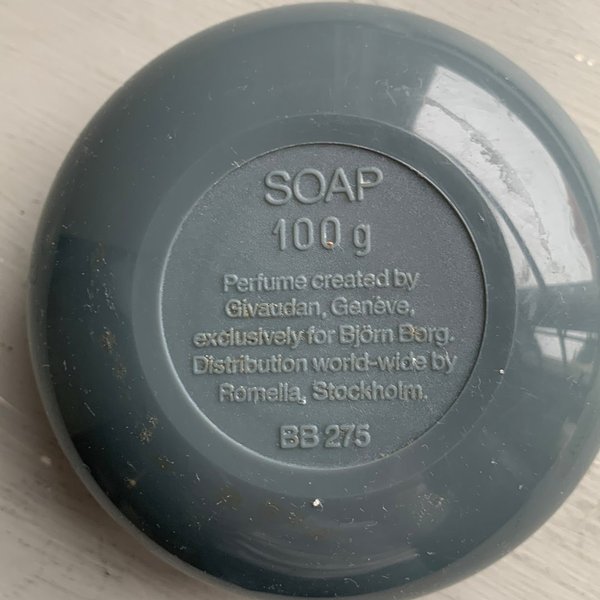 SOAP
100 g
Perfume created by
Givaudan, Genève,
exclusively for Björn Borg.
Distribution world-wide by
Romella, Stockholm.
BB 275